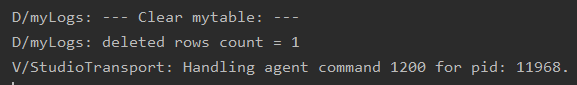 D/myLogs: --- Clear mytable: ---
D/myLogs: deleted rows count = 1
V/StudioTransport: Handling agent command 1200 for pid: 11968.